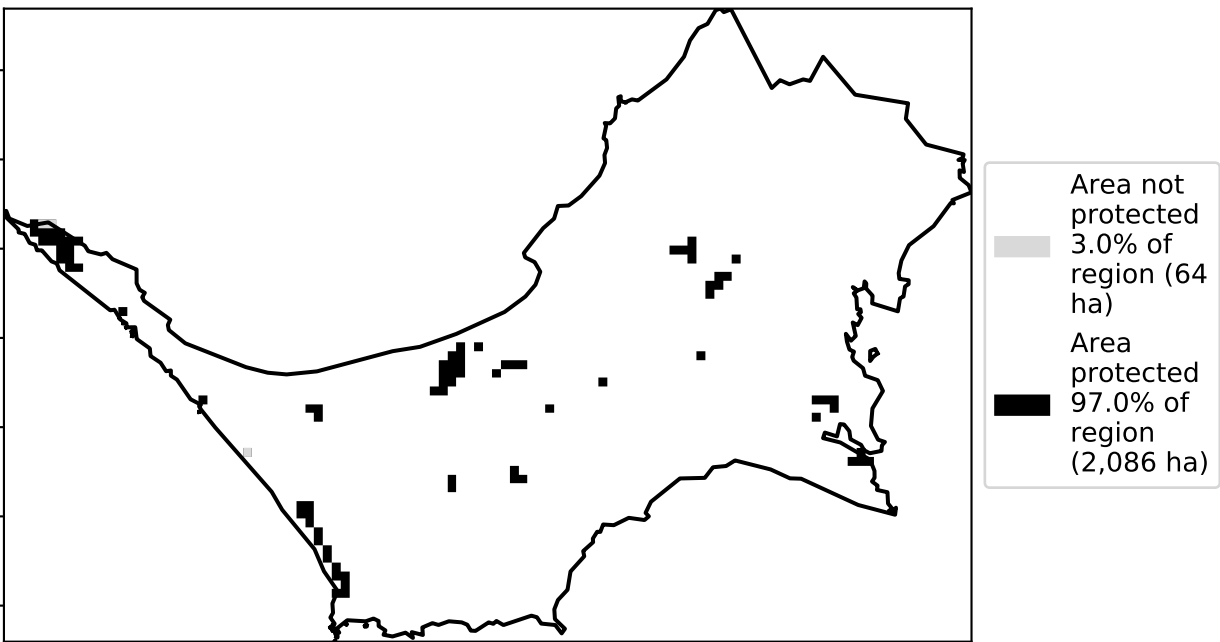 Area not
protected
3.0% of
region (64
ha)
Area
protected
97.0% of
region
(2,086 ha)